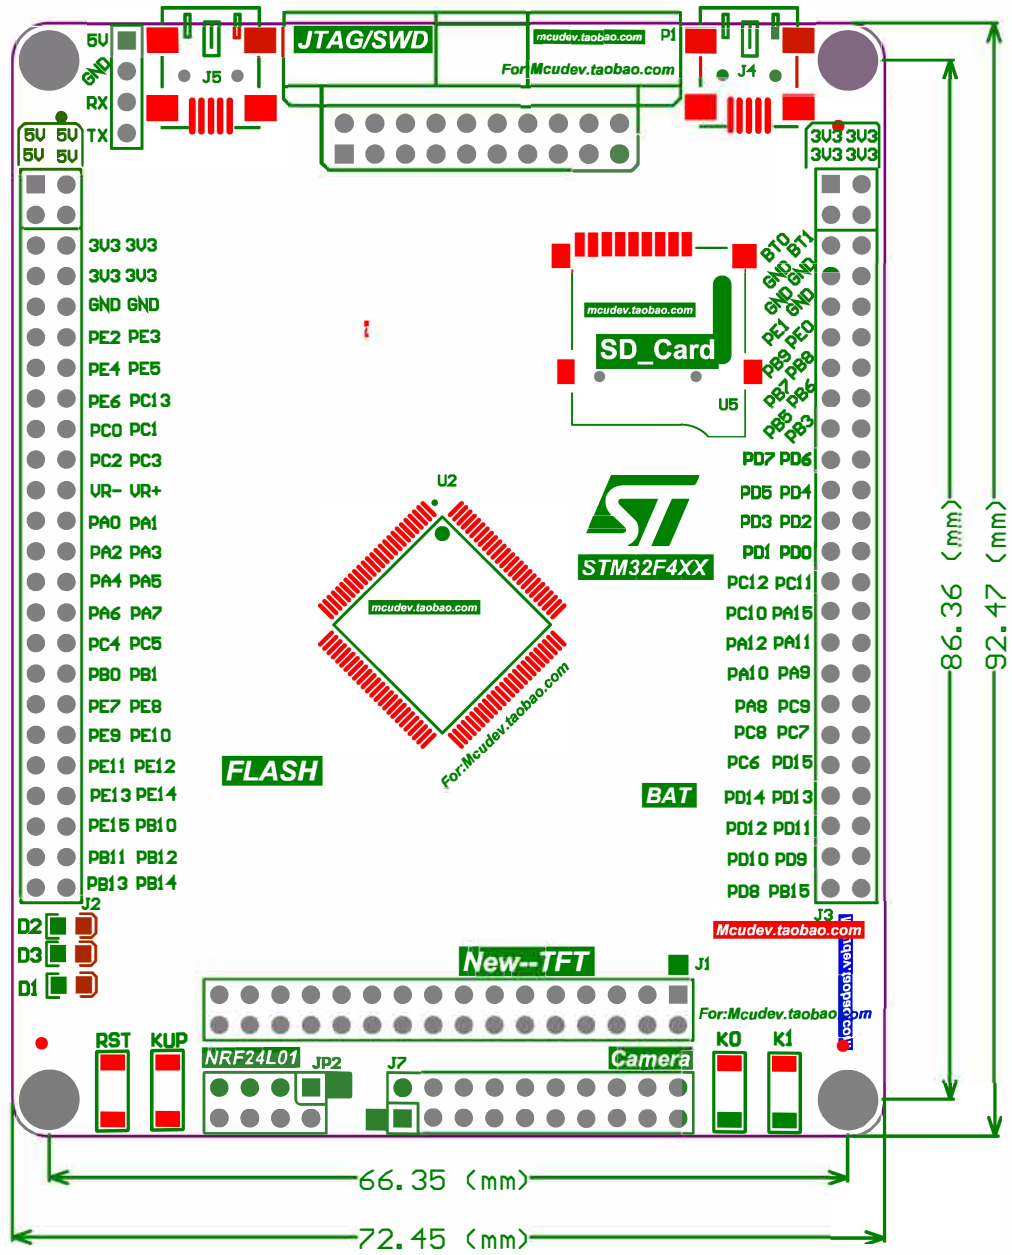 5V
GND
RX
TX
J5
JTAG/SWD
mcudev.taobao.com
P1
For:Mcudev.taobao.com
J4
5V 5V
5V 5V
3V3 3V3
3V3 3V3
3V3 3V3
3V3 3V3
GND GND
PE2 PE3
PE4 PE5
PE6 PC13
PC0 PC1
PC2 PC3
VR- VR+
PA0 PA1
PA2 PA3
PA4 PA5
PA6 PA7
PC4 PC5
PB0 PB1
PE7 PE8
PE9 PE10
PE11 PE12
PE13 PE14
PE15 PB10
PB11 PB12
PB13 PB14
J2
BT0 BT1
GND GND
GND GND
PE1 PE0
PB9 PB8
PB7 PB6
PB5 PB3
PD7 PD6
PD5 PD4
PD3 PD2
PD1 PD0
PC12 PC11
PC10 PA15
PA12 PA11
PA10 PA9
PA8 PC9
PC8 PC7
PC6 PD15
PD14 PD13
PD12 PD11
PD10 PD9
PD8 PB15
J3
mcudev.taobao.com
SD_Card
U5
U2
ST
STM32F4XX
mcudev.taobao.com
For:Mcudev.taobao.com
FLASH
BAT
D2
D3
D1
Mcudev.taobao.com
New--TFT
J1
For:Mcudev.taobao.com
RST KUP
NRF24L01
JP2
J7
Camera
K0 K1
86.36 (mm)
92.47 (mm)
66.35 (mm)
72.45 (mm)